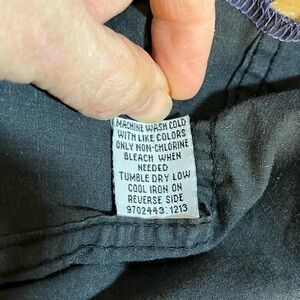 MACHINE WASH COLD
WITH LIKE COLORS
ONLY NON-CHLORINE
BLEACH WHEN
NEEDED
TUMBLE DRY LOW
COOL IRON ON
REVERSE SIDE
9702443 1213